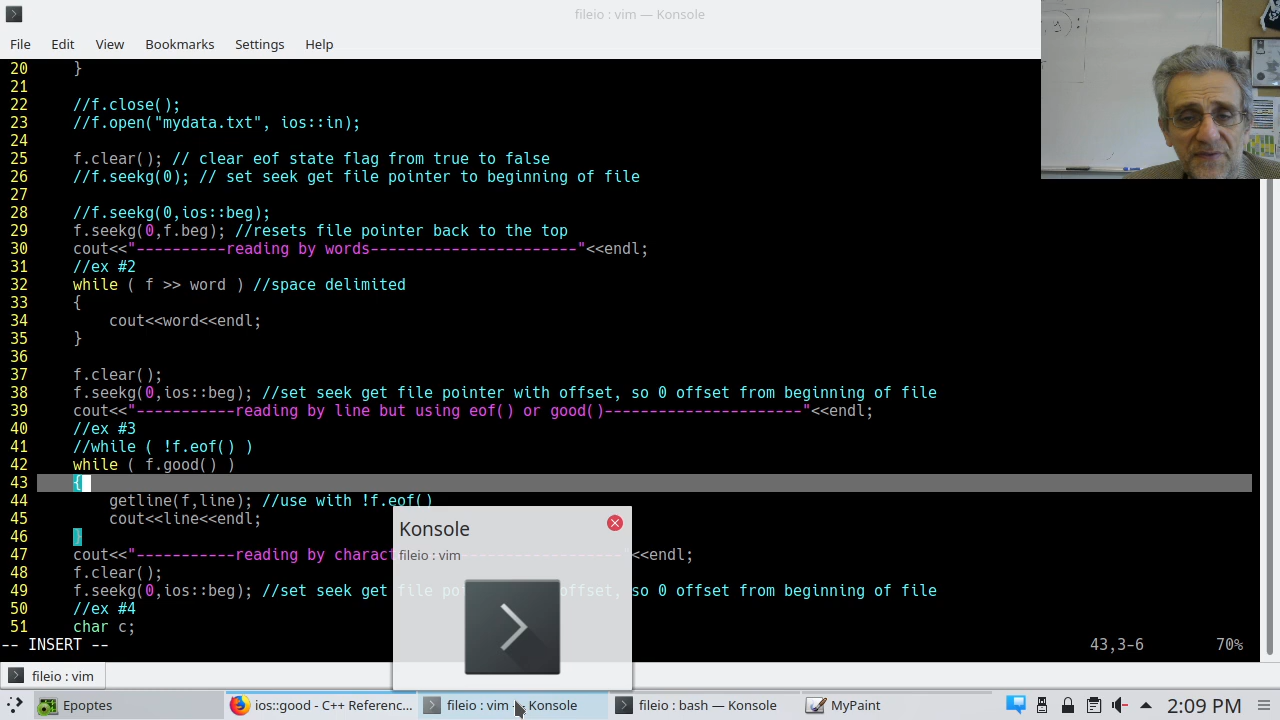 fileio : vim — Konsole
File Edit View Bookmarks Settings Help
20 }
21
22 //f.close();
23 //f.open("mydata.txt", ios::in);
24
25 f.clear(); // clear eof state flag from true to false
26 //f.seekg(0); // set seek get file pointer to beginning of file
27
28 //f.seekg(0,ios::beg);
29 f.seekg(0,f.beg); //resets file pointer back to the top
30 cout<<"----------reading by words-----------------------"<<endl;
31 //ex #2
32 while ( f >> word ) //space delimited
33 {
34 cout<<word<<endl;
35 }
36
37 f.clear();
38 f.seekg(0,ios::beg); //set seek get file pointer with offset, so 0 offset from beginning of file
39 cout<<"-----------reading by line but using eof() or good()----------------------"<<endl;
40 //ex #3
41 //while ( !f.eof() )
42 while ( f.good() )
43 {
44 getline(f,line); //use with !f.eof()
45 cout<<line<<endl;
46 }
47 cout<<"-----------reading by charact ------------------"<<endl;
48 f.clear();
49 f.seekg(0,ios::beg); //set seek get file po offset, so 0 offset from beginning of file
50 //ex #4
51 char c;
-- INSERT -- 43,3-6 70%
Konsole
fileio : vim
fileio : vim
Epoptes ios::good - C++ Referenc... fileio : vim — Konsole fileio : bash — Konsole MyPaint 2:09 PM